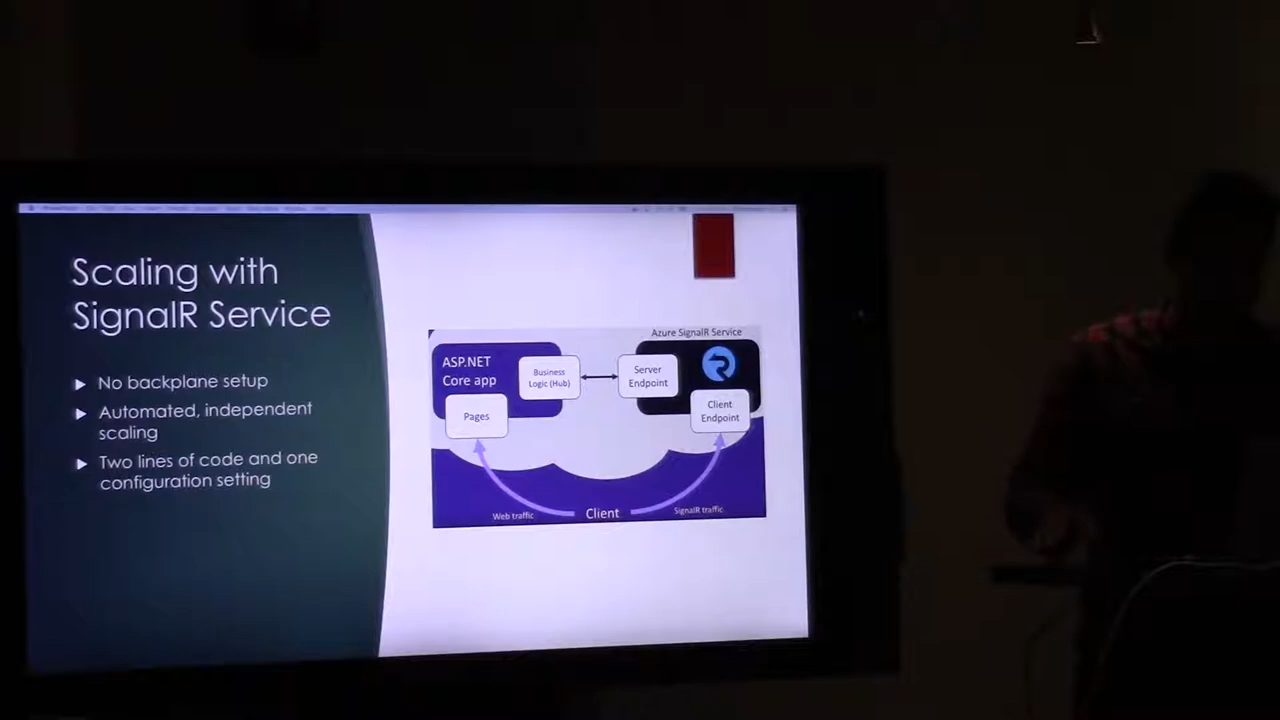 Scaling with
SignalR Service
No backplane setup
Automated, independent
scaling
Two lines of code and one
configuration setting
Azure SignalR Service
ASP.NET
Core app
Business
Logic (Hub)
Server
Endpoint
Pages
Client
Endpoint
Web traffic
Client
SignalR traffic